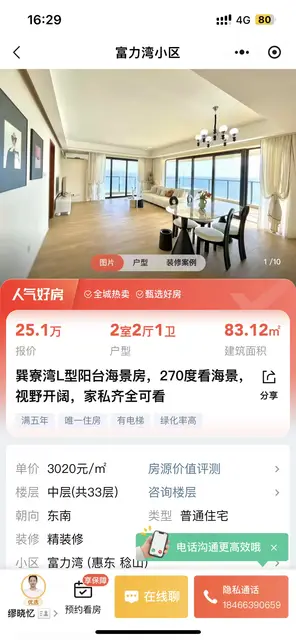 16:29
4G 80
富力湾小区
图片 户型 装修案例
1/10
人气好房 全城热卖 甄选好房
25.1万 2室2厅1卫 83.12㎡
报价 户型 建筑面积
巽寮湾L型阳台海景房，270度看海景，
视野开阔，家私齐全可看
分享
满五年 唯一住房 有电梯 绿化率高
单价 3020元/㎡ 房源价值评测
楼层 中层(共33层) 咨询楼层
朝向 东南 类型 普通住宅
装修 精装修
电话沟通更高效哦
小区 富力湾 (惠东 稔山)
优选
缪晓忆
享保障
预约看房
在线聊
隐私通话
18466390659